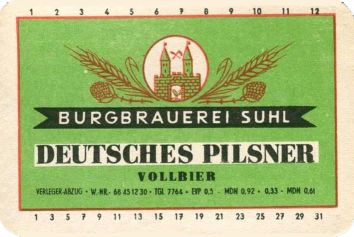 1 2 3 4 5 6 7 8 9 10 11 12
BURGBRAUEREI SUHL
DEUTSCHES PILSNER
VOLLBIER
VERLEGER-ABZUG • W.-NR.- 68 45 12 30 • TGL 7764 • EVP 0,5 - MDN 0,92 • 0,33 - MDN 0,61
1 3 5 7 9 11 13 15 17 19 21 23 25 27 29 31